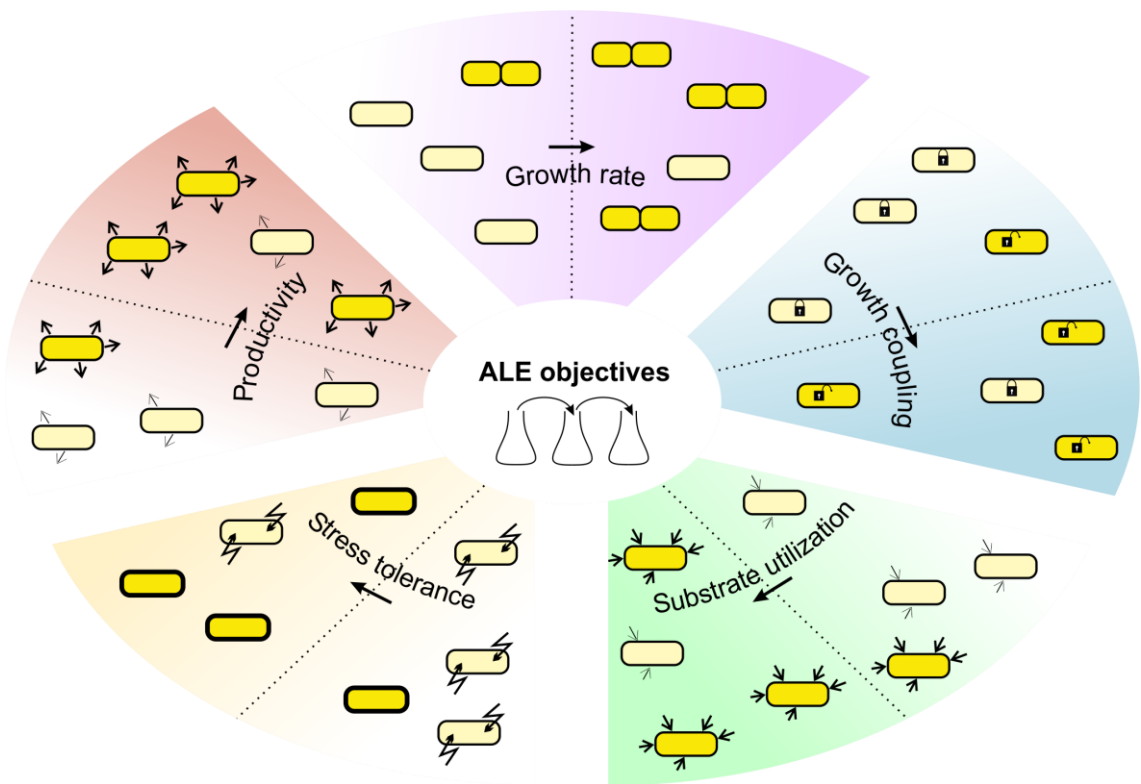 Growth rate
Growth coupling
Productivity
ALE objectives
Stress tolerance
Substrate utilization